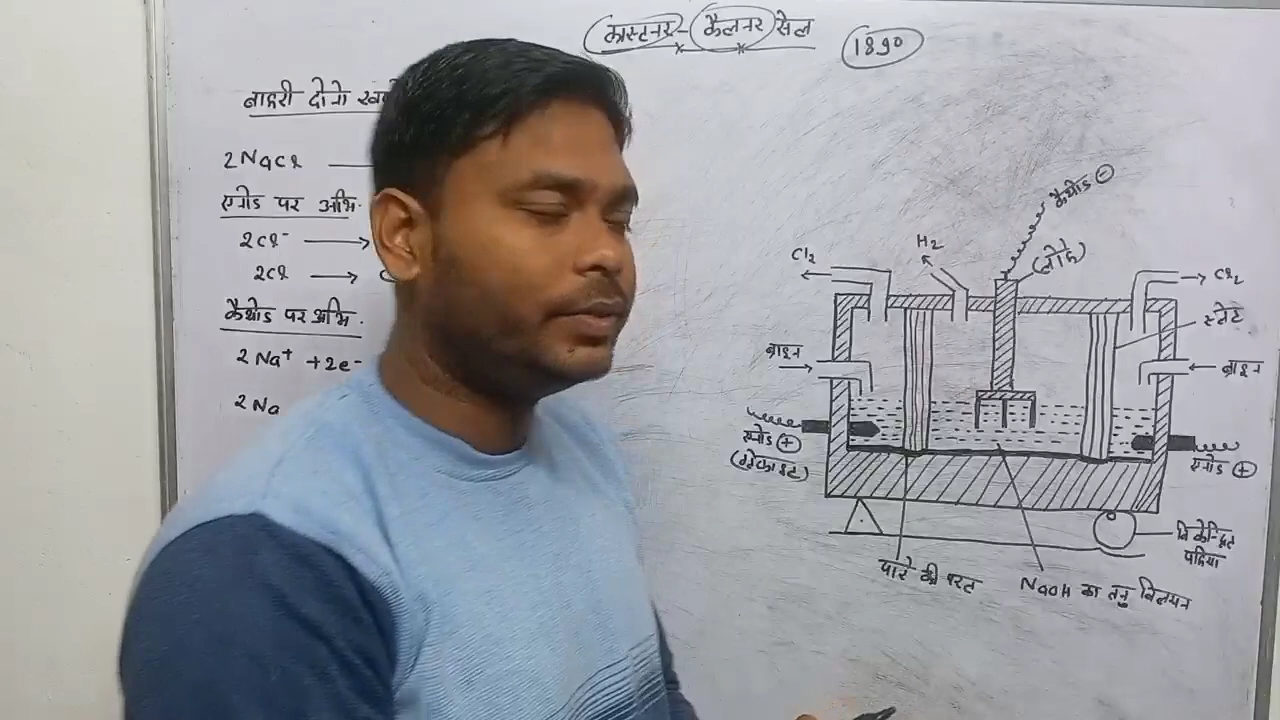 कास्टनर - कैलनर सेल
1890
बाहरी दोनो
2NaCl
एनोड पर अभि.
2Cl⁻ ⟶
2Cl ⟶
कैथोड पर अभि.
2Na⁺ + 2e⁻
2Na
कैथोड ⊖
H₂
(लोहे)
Cl₂
Cl₂
स्लेट
ब्राइन
ब्राइन
एनोड ⊕
(ग्रेफाइट)
एनोड ⊕
विकेन्द्रित
पहिया
पारे की परत
NaOH का तनु विलयन